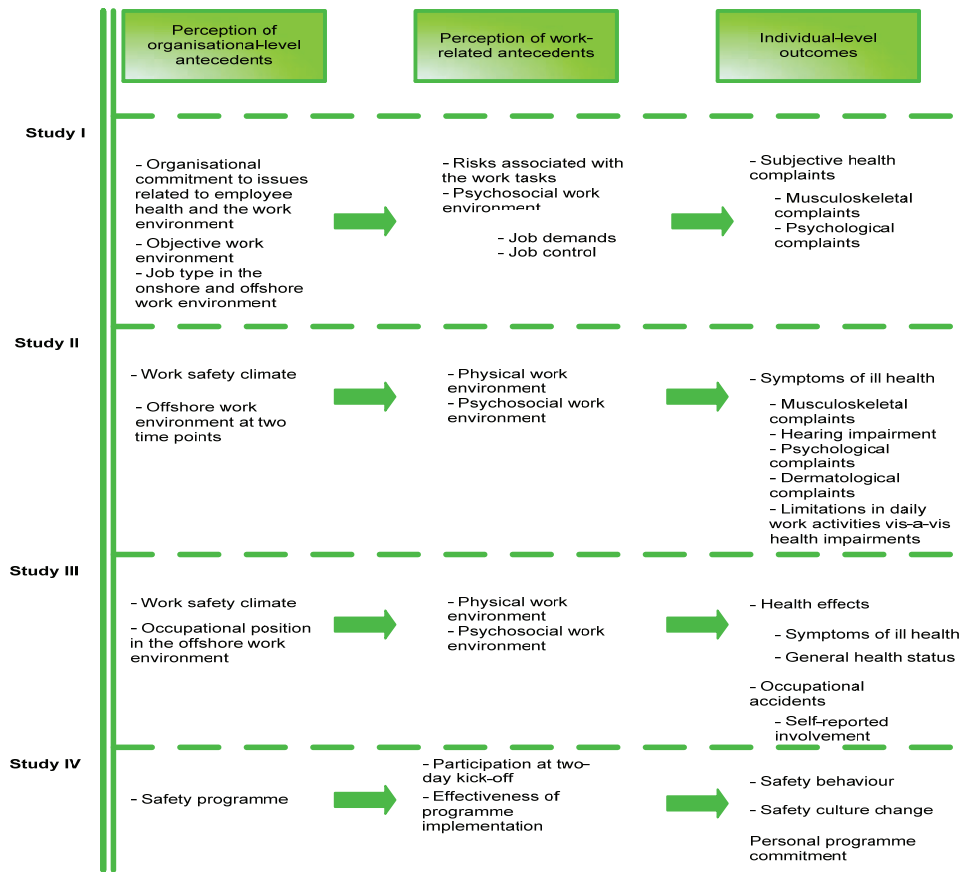 Perception of
organisational-level
antecedents
Perception of work-
related antecedents
Individual-level
outcomes
Study I
- Organisational
commitment to issues
related to employee
health and the work
environment
- Objective work
environment
- Job type in the
onshore and offshore
work environment
- Risks associated with
the work tasks
- Psychosocial work
environment
- Job demands
- Job control
- Subjective health
complaints
- Musculoskeletal
complaints
- Psychological
complaints
Study II
- Work safety climate
- Offshore work
environment at two
time points
- Physical work
environment
- Psychosocial work
environment
- Symptoms of ill health
- Musculoskeletal
complaints
- Hearing impairment
- Psychological
complaints
- Dermatological
complaints
- Limitations in daily
work activities vis-a-vis
health impairments
Study III
- Work safety climate
- Occupational position
in the offshore work
environment
- Physical work
environment
- Psychosocial work
environment
- Health effects
- Symptoms of ill health
- General health status
- Occupational
accidents
- Self-reported
involvement
Study IV
- Safety programme
- Participation at two-
day kick-off
- Effectiveness of
programme
implementation
- Safety behaviour
- Safety culture change
Personal programme
commitment